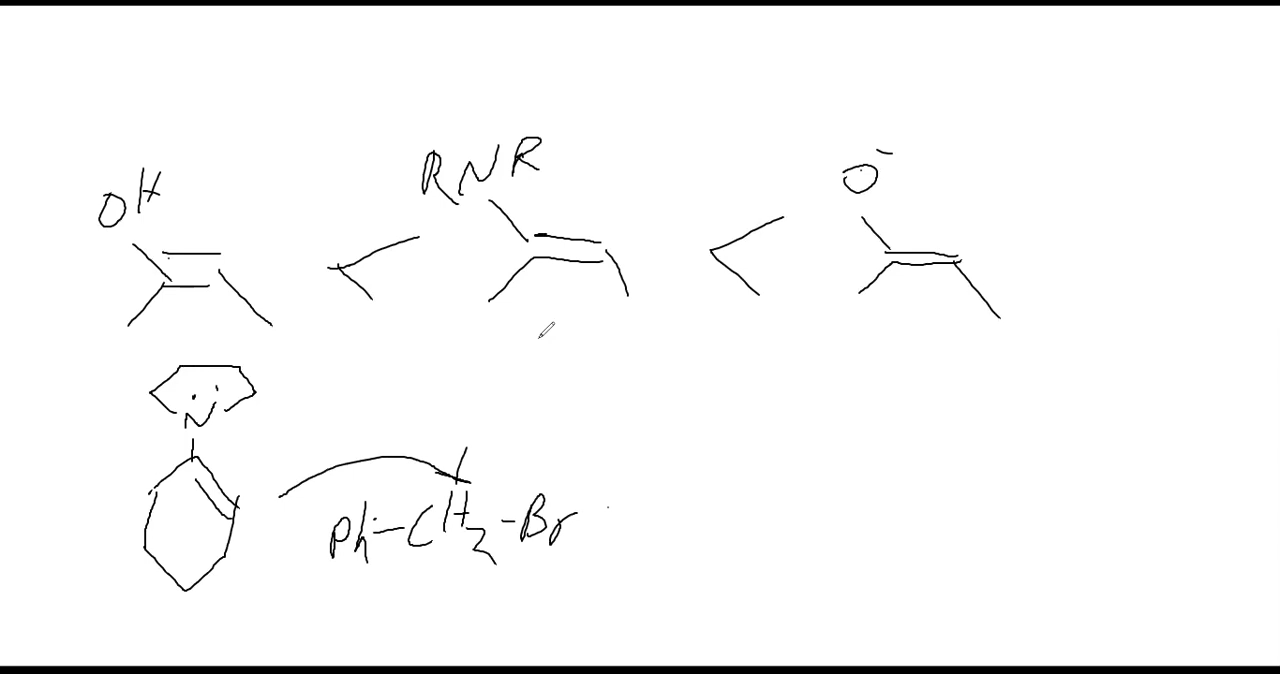 OH < RNR < O⁻
N̈
Ph-CH₂-Br